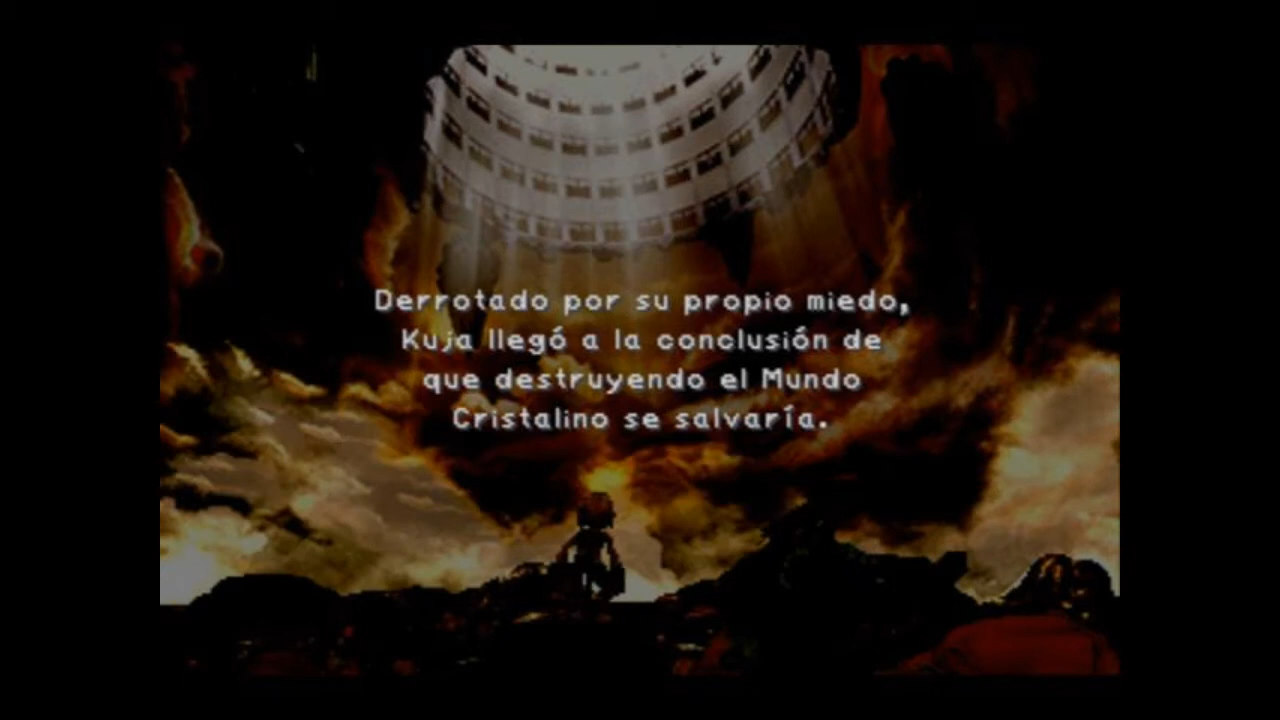 Derrotado por su propio miedo,
Kuja llegó a la conclusión de
que destruyendo el Mundo
Cristalino se salvaría.